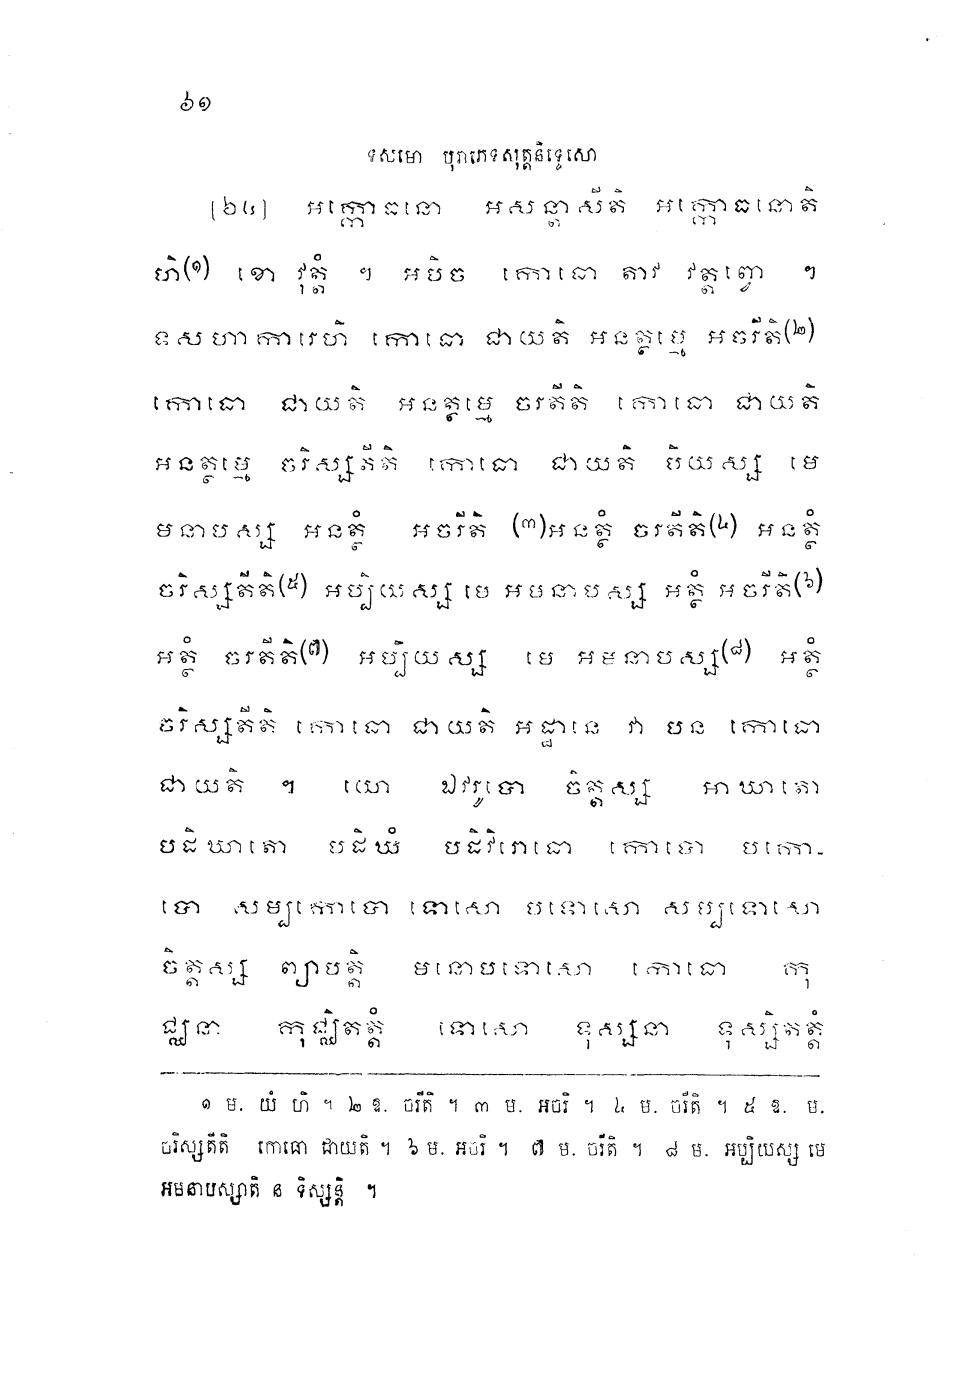 ៦១
ទសមោ បុរាភេទសុត្តនិទ្ទេសោ
[៦៤] អក្កោធនោ អសន្តាសីតិ អក្កោធនោតិ
ហិ(១) ខោ វុត្តំ ។ អបិច កោធោ តាវ វត្តព្វោ ។
ទសហាការេហិ កោធោ ជាយតិ អនត្ថម្មេ អចរីតិ(២)
កោធោ ជាយតិ អនត្ថម្មេ ចរតីតិ កោធោ ជាយតិ
អនត្ថម្មេ ចរិស្សតីតិ កោធោ ជាយតិ បិយស្ស មេ
មនាបស្ស អនត្ថំ អចរីតិ (៣)អនត្ថំ ចរតីតិ(៤) អនត្ថំ
ចរិស្សតីតិ(៥) អប្បិយស្ស មេ អមនាបស្ស អត្ថំ អចរីតិ(៦)
អត្ថំ ចរតីតិ(៧) អប្បិយស្ស មេ អមនាបស្ស(៨) អត្ថំ
ចរិស្សតីតិ កោធោ ជាយតិ អដ្ឋានេ វា បន កោធោ
ជាយតិ ។ យោ ឯវរូបោ ចិត្តស្ស អាឃាតោ
បដិឃាតោ បដិឃំ បដិវិរោធោ កោបោ បកោ-
បោ សម្បកោបោ ទោសោ បទោសោ សម្បទោសោ
ចិត្តស្ស ព្យាបត្តិ មនោបទោសោ កោធោ កុ
ជ្ឈនា កុជ្ឈិតត្តំ ទោសោ ទុស្សនា ទុស្សិតត្តំ
១ ម. យំ ហិ ។ ២ ឧ. ចរីតិ ។ ៣ ម. អចរិ ។ ៤ ម. ចរីតិ ។ ៥ ឧ. ម.
ចរិស្សតីតិ កោធោ ជាយតិ ។ ៦ ម. អចរិ ។ ៧ ម. ចរីតិ ។ ៨ ម. អប្បិយស្ស មេ
អមនាបស្សាតិ ន ទិស្សន្តិ ។